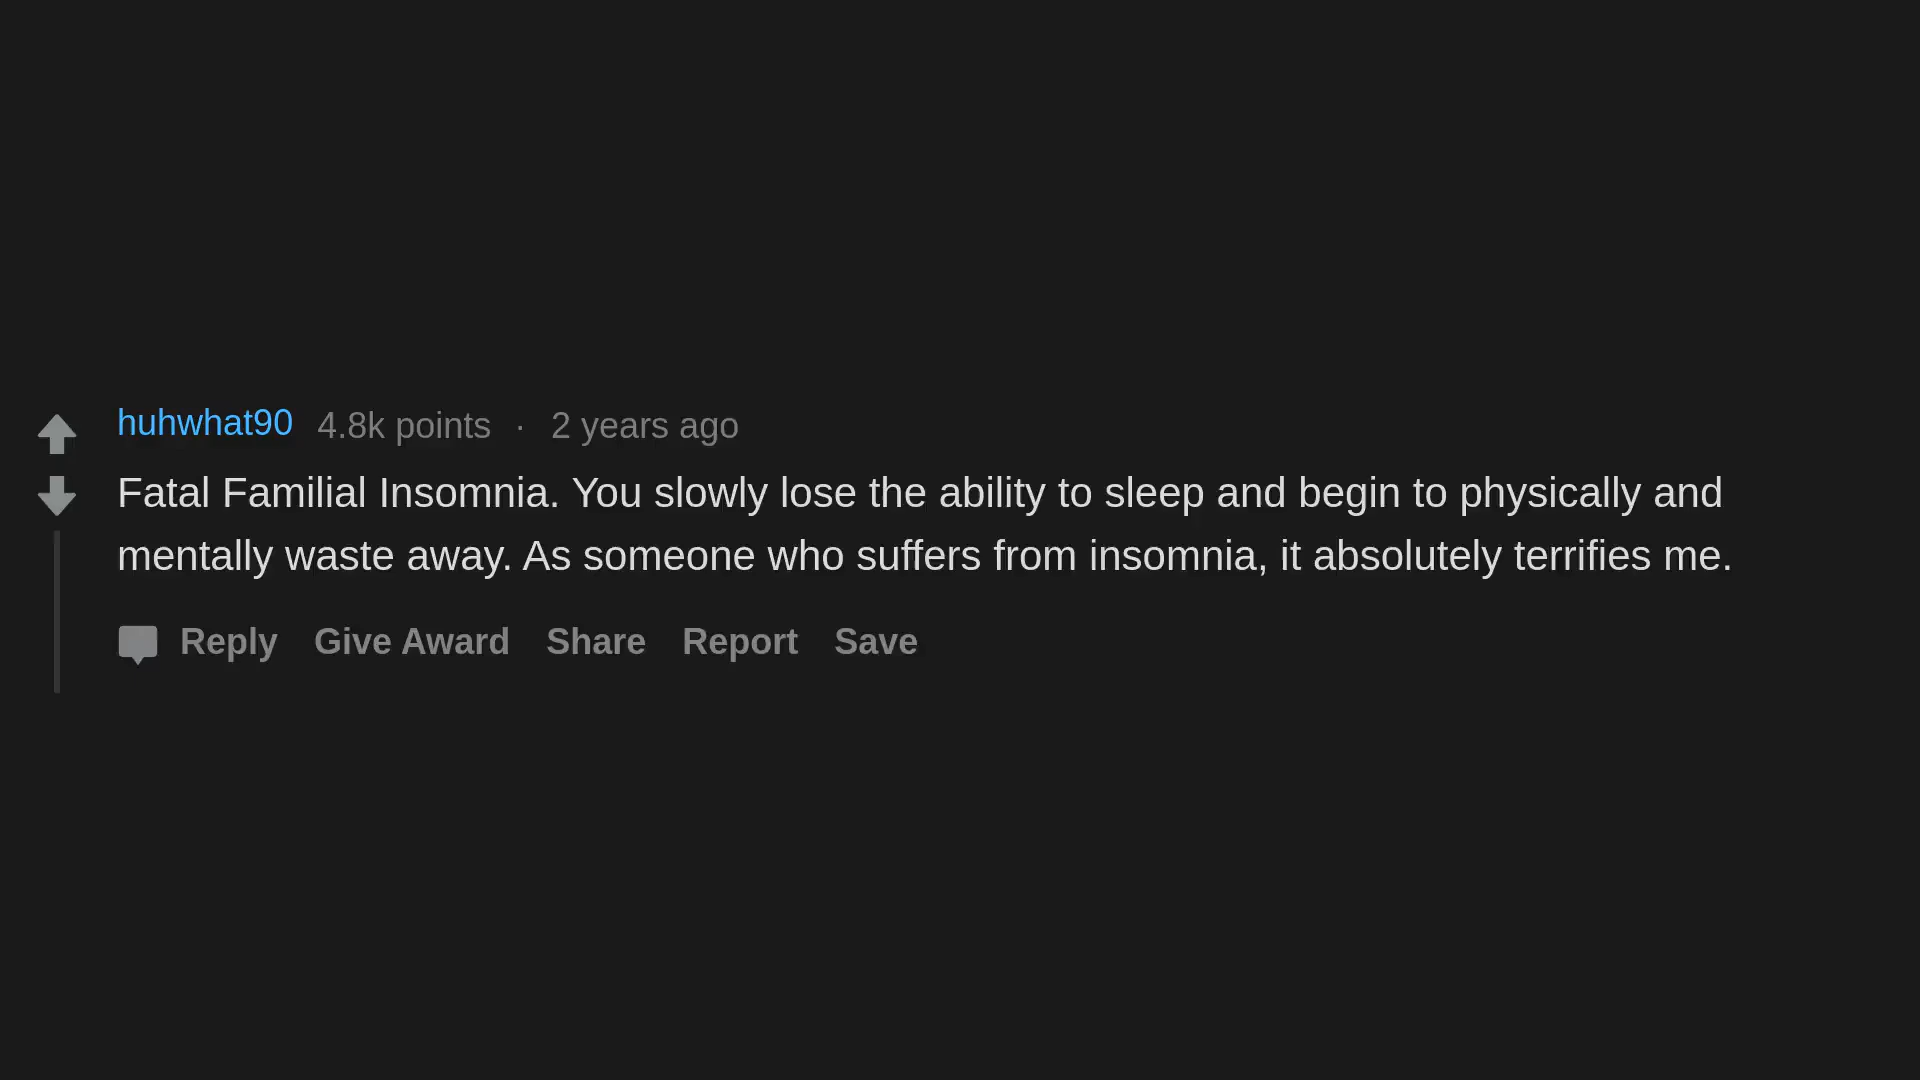 huhwhat90 4.8k points · 2 years ago
Fatal Familial Insomnia. You slowly lose the ability to sleep and begin to physically and
mentally waste away. As someone who suffers from insomnia, it absolutely terrifies me.
Reply Give Award Share Report Save